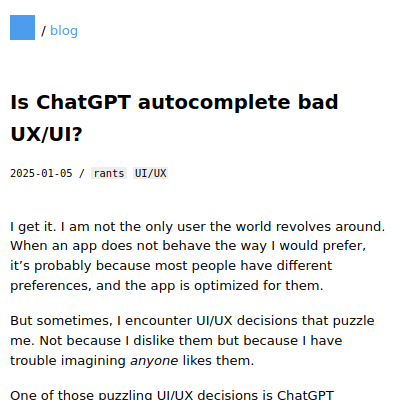 / blog
Is ChatGPT autocomplete bad
UX/UI?
2025-01-05 / rants UI/UX
I get it. I am not the only user the world revolves around.
When an app does not behave the way I would prefer,
it’s probably because most people have different
preferences, and the app is optimized for them.
But sometimes, I encounter UI/UX decisions that puzzle
me. Not because I dislike them but because I have
trouble imagining anyone likes them.
One of those puzzling UI/UX decisions is ChatGPT